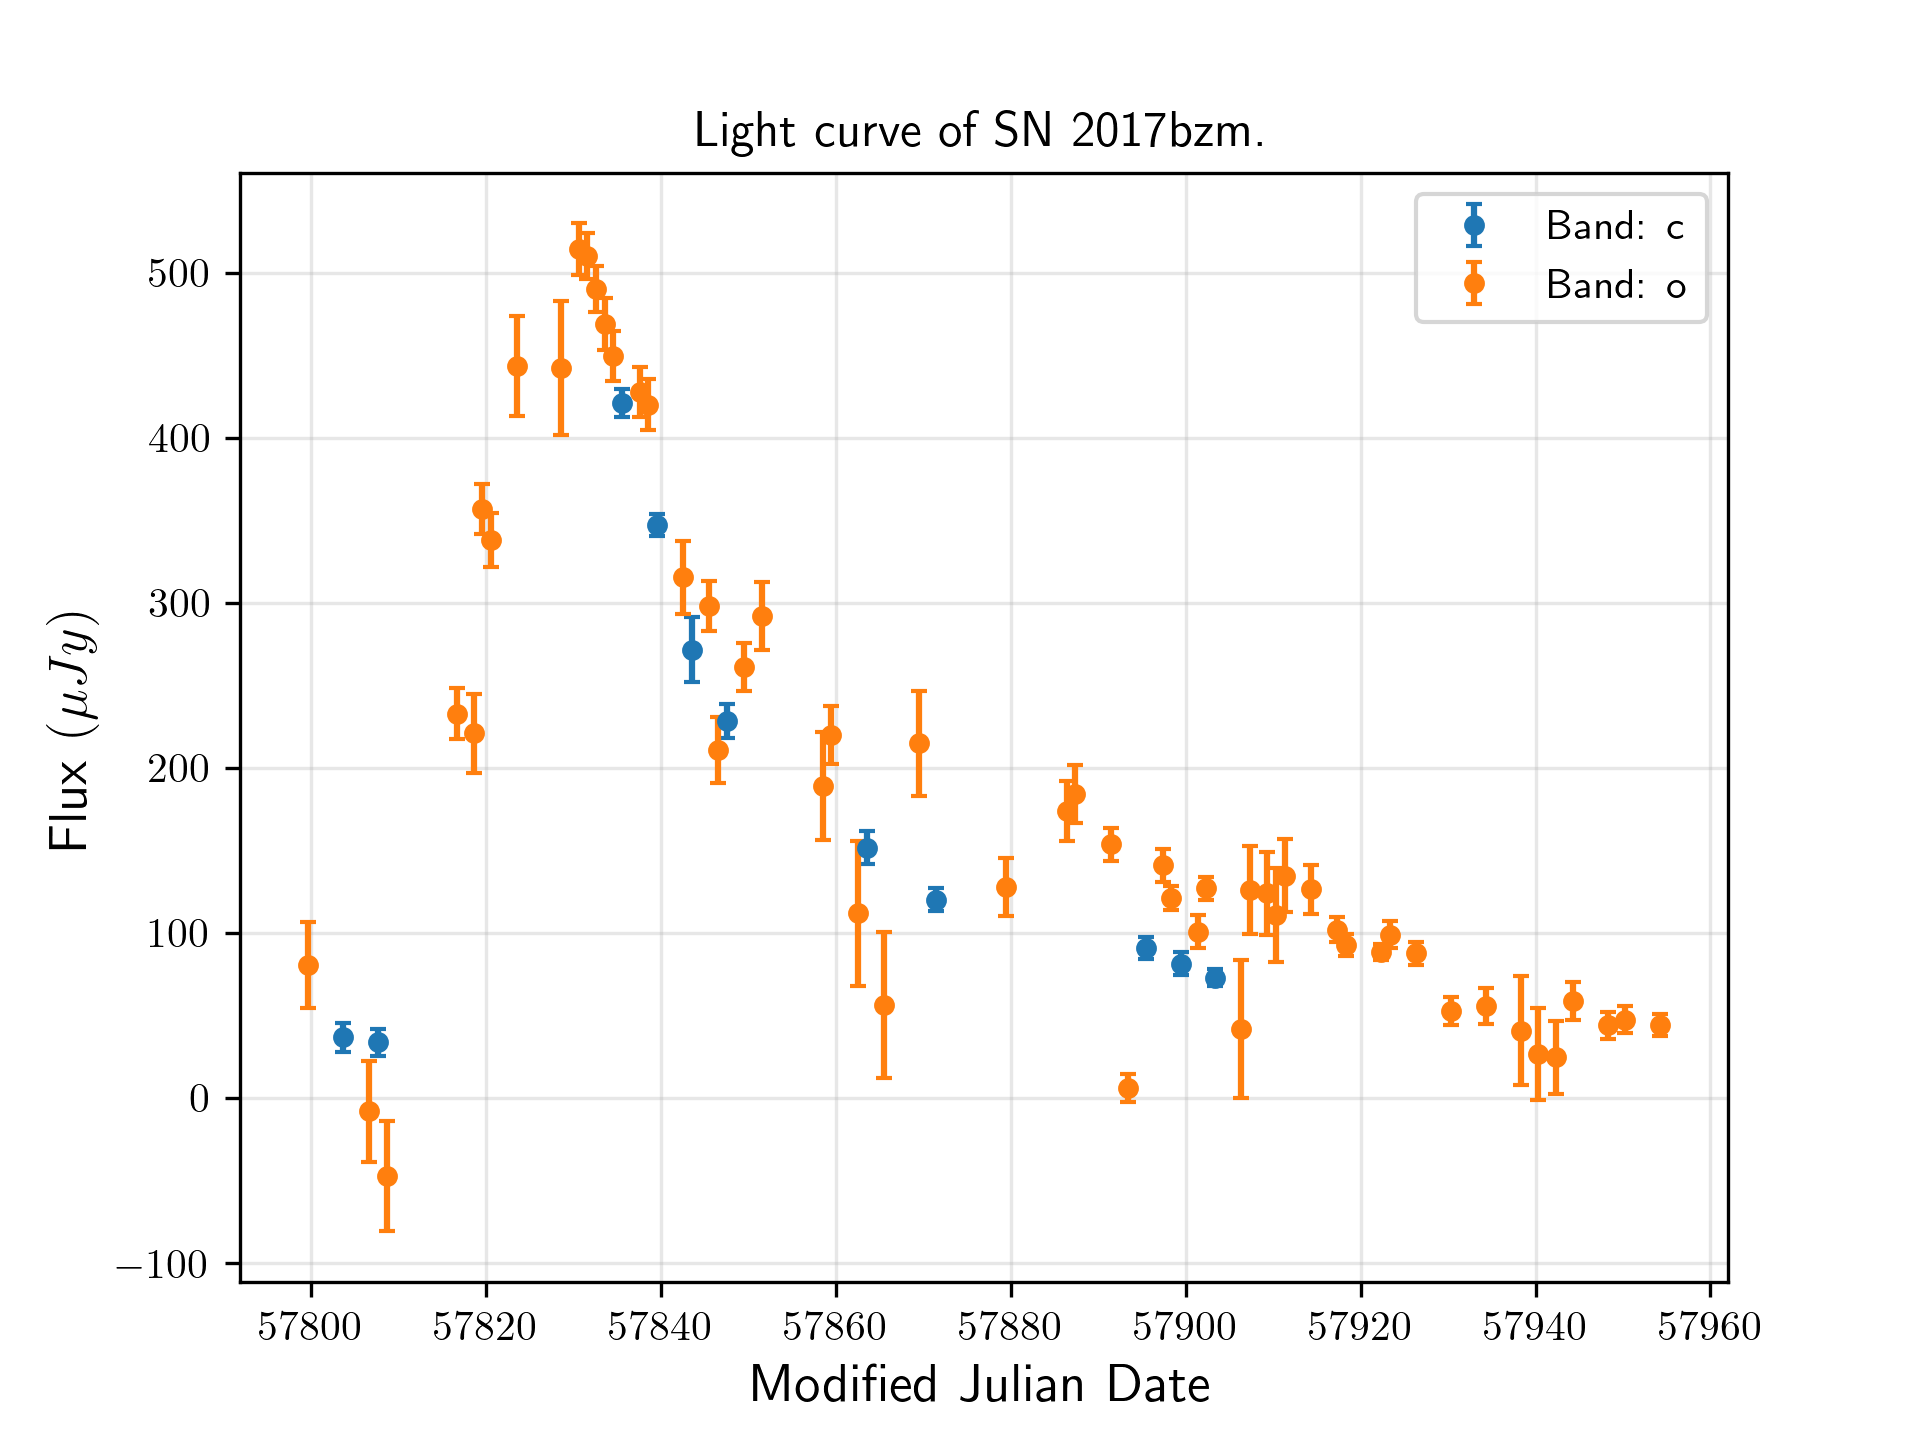 Light curve of SN 2017bzm.
Band: c
Band: o
500
400
300
200
100
0
−100
Flux (μJy)
57800 57820 57840 57860 57880 57900 57920 57940 57960
Modified Julian Date